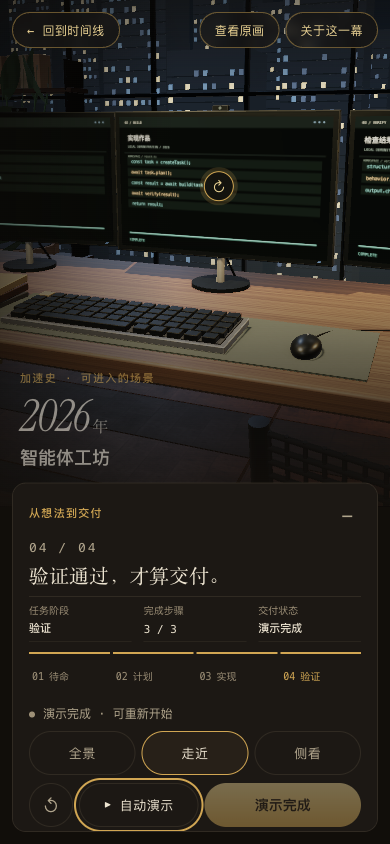 ← 回到时间线
查看原画
关于这一幕
01 / BUILD
实现作品
const task = createTask();
await task.plan();
const result = await build(task
await verify(result);
return result;
COMPLETE
02 / VERIFY
检查结
structur
behavior.
output.c
COMPLETE
加速史 · 可进入的场景
2026年
智能体工坊
从想法到交付
04 / 04
验证通过，才算交付。
任务阶段 完成步骤 交付状态
验证 3 / 3 演示完成
01 待命 02 计划 03 实现 04 验证
演示完成 · 可重新开始
全景 走近 侧看
自动演示 演示完成